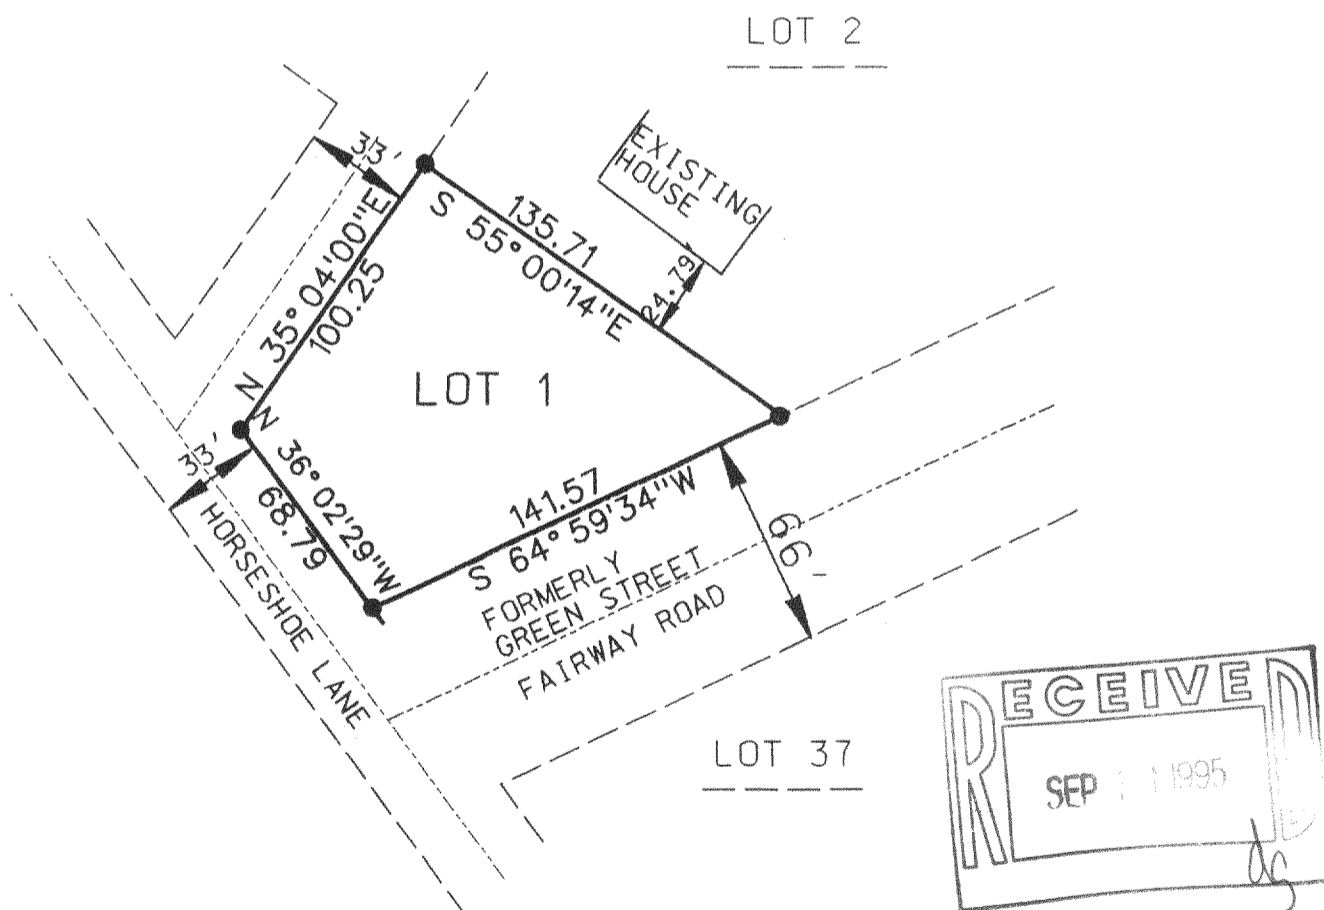 LOT 2
EXISTING
HOUSE
33'
135.71
S 55°00'14"E
24.79'
N 35°04'00"E
100.25
LOT 1
33'
N 36°02'29"W
68.79
141.57
S 64°59'34"W
66'
FORMERLY
GREEN STREET
FAIRWAY ROAD
HORSESHOE LANE
LOT 37
RECEIVED
SEP 1995
dg